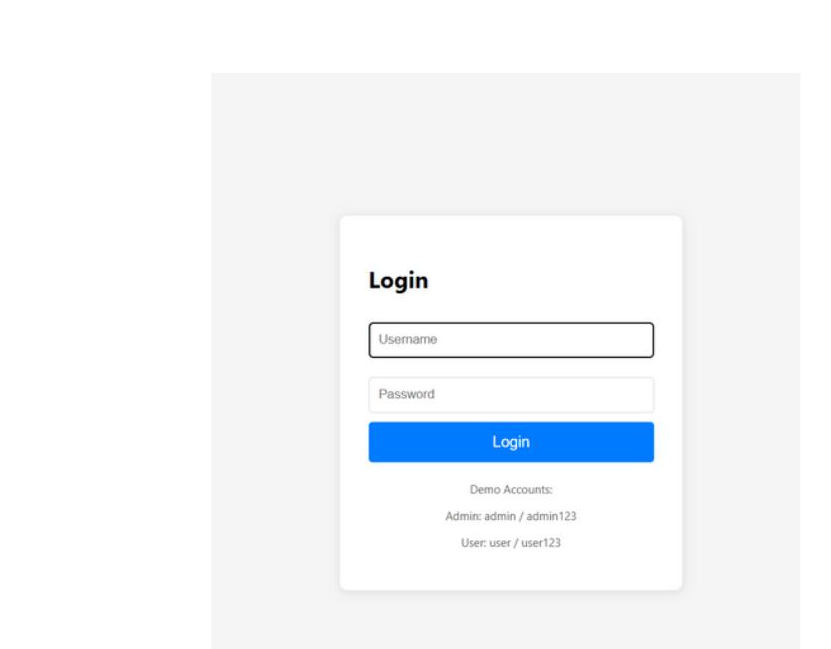 Login
Username
Password
Login
Demo Accounts:
Admin: admin / admin123
User: user / user123